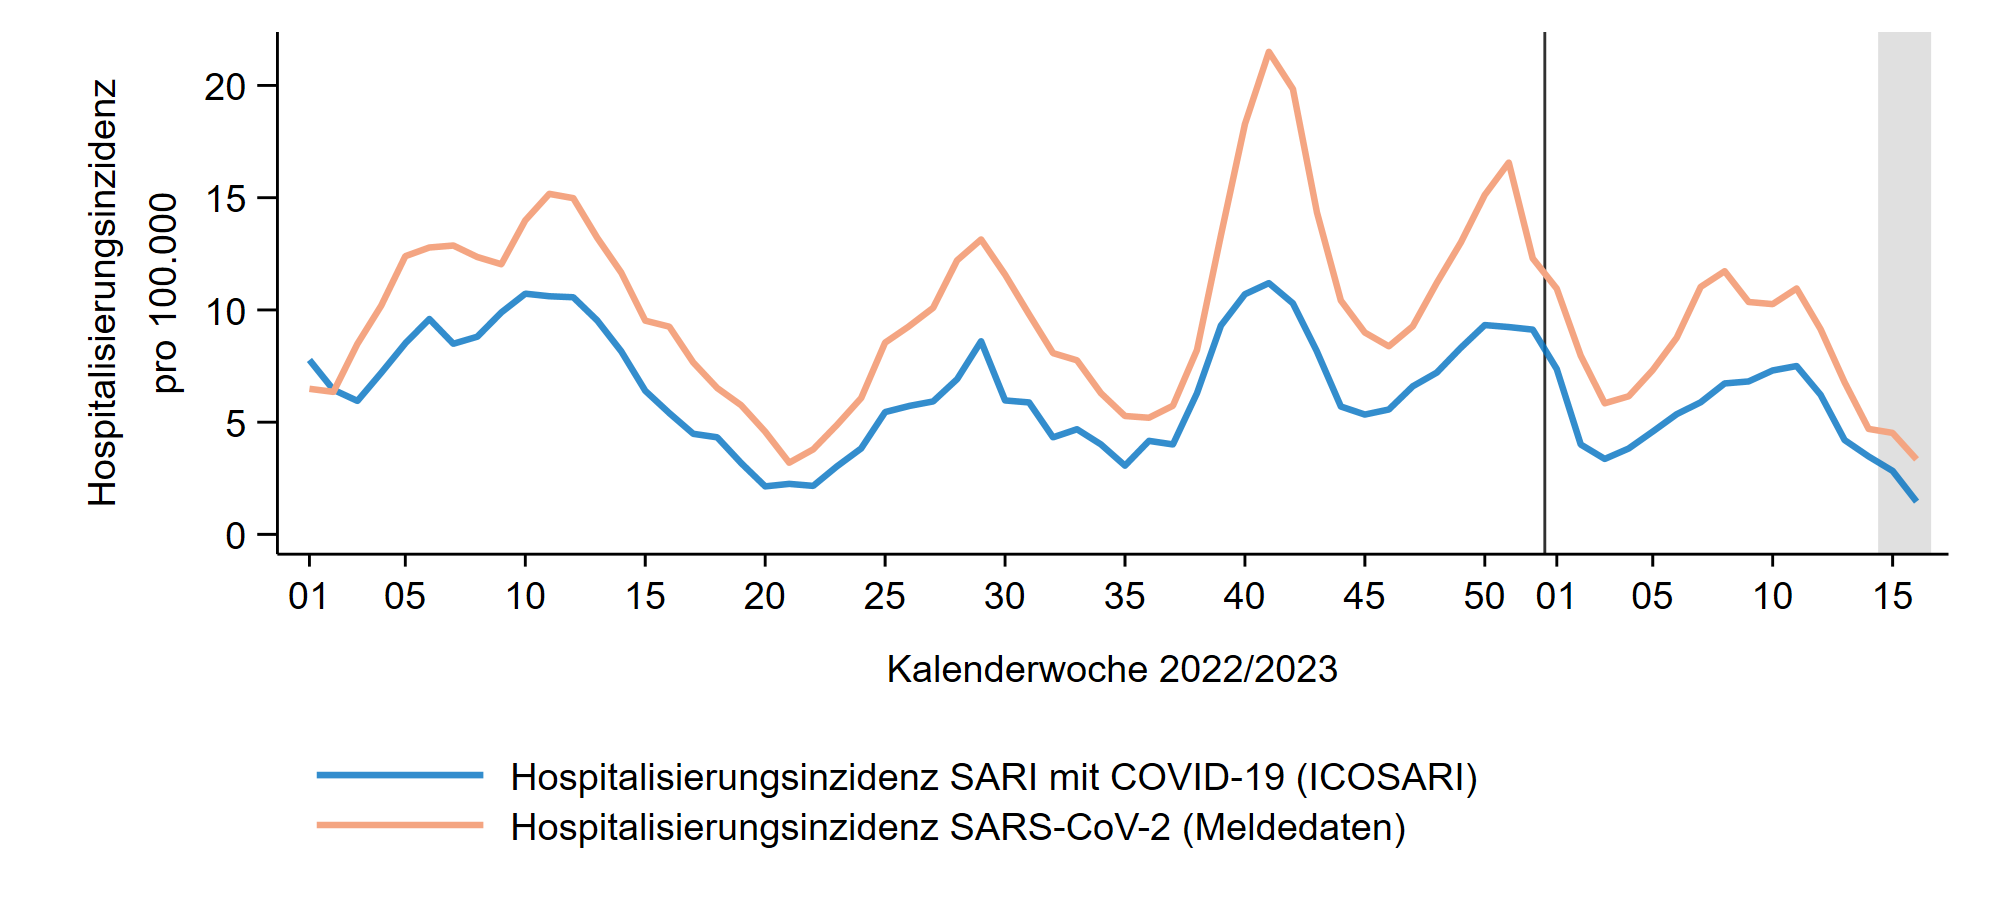 Hospitalisierungsinzidenz
pro 100.000
20
15
10
5
0
01 05 10 15 20 25 30 35 40 45 50 01 05 10 15
Kalenderwoche 2022/2023
Hospitalisierungsinzidenz SARI mit COVID-19 (ICOSARI)
Hospitalisierungsinzidenz SARS-CoV-2 (Meldedaten)